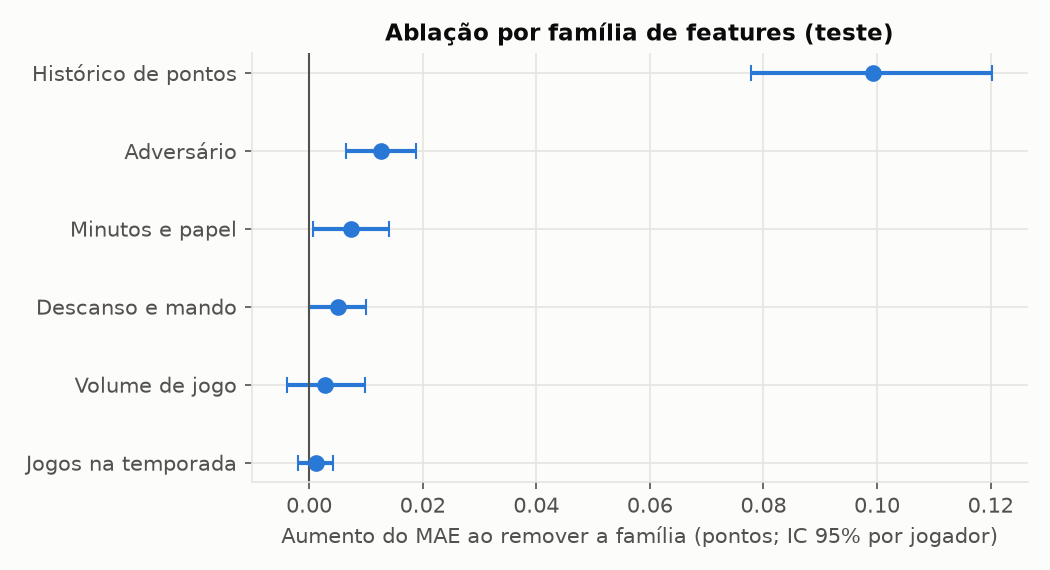 Ablação por família de features (teste)
Histórico de pontos
Adversário
Minutos e papel
Descanso e mando
Volume de jogo
Jogos na temporada
0.00 0.02 0.04 0.06 0.08 0.10 0.12
Aumento do MAE ao remover a família (pontos; IC 95% por jogador)